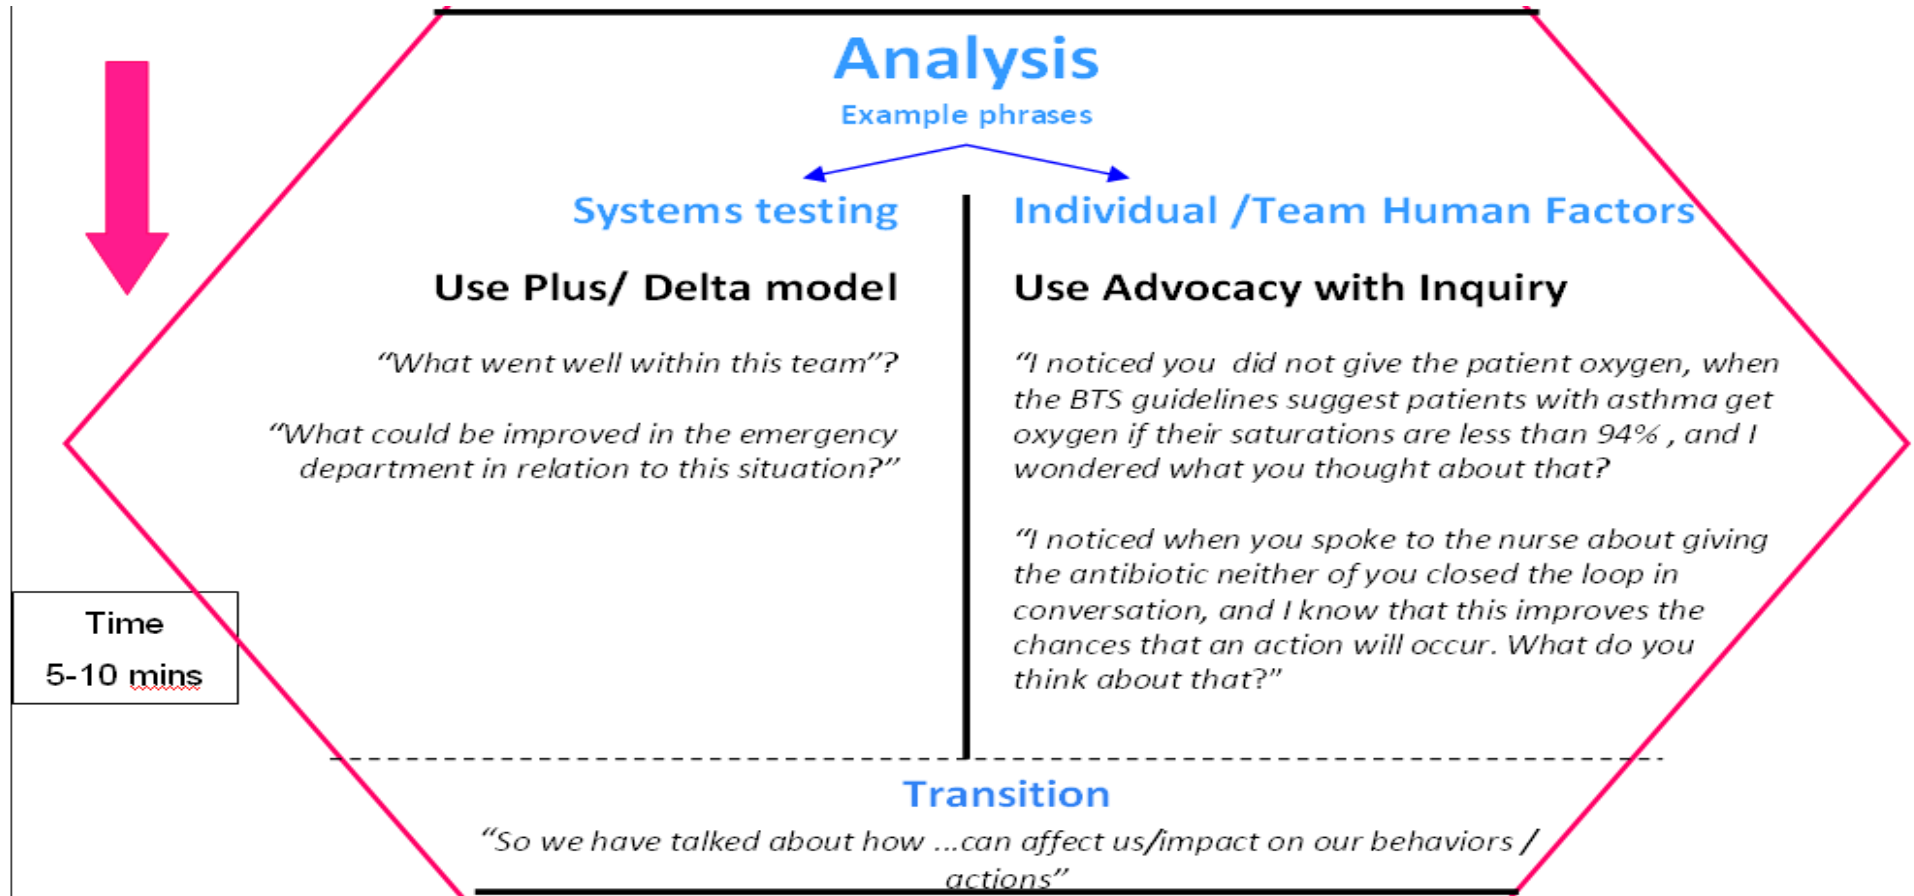 Analysis
Example phrases
Systems testing
Use Plus/ Delta model
“What went well within this team”?
“What could be improved in the emergency
department in relation to this situation?”
Individual /Team Human Factors
Use Advocacy with Inquiry
“I noticed you  did not give the patient oxygen, when
the BTS guidelines suggest patients with asthma get
oxygen if their saturations are less than 94% , and I
wondered what you thought about that?
“I noticed when you spoke to the nurse about giving
the antibiotic neither of you closed the loop in
conversation, and I know that this improves the
chances that an action will occur. What do you
think about that?”
Time
5-10 mins
Transition
“So we have talked about how ...can affect us/impact on our behaviors /
actions”